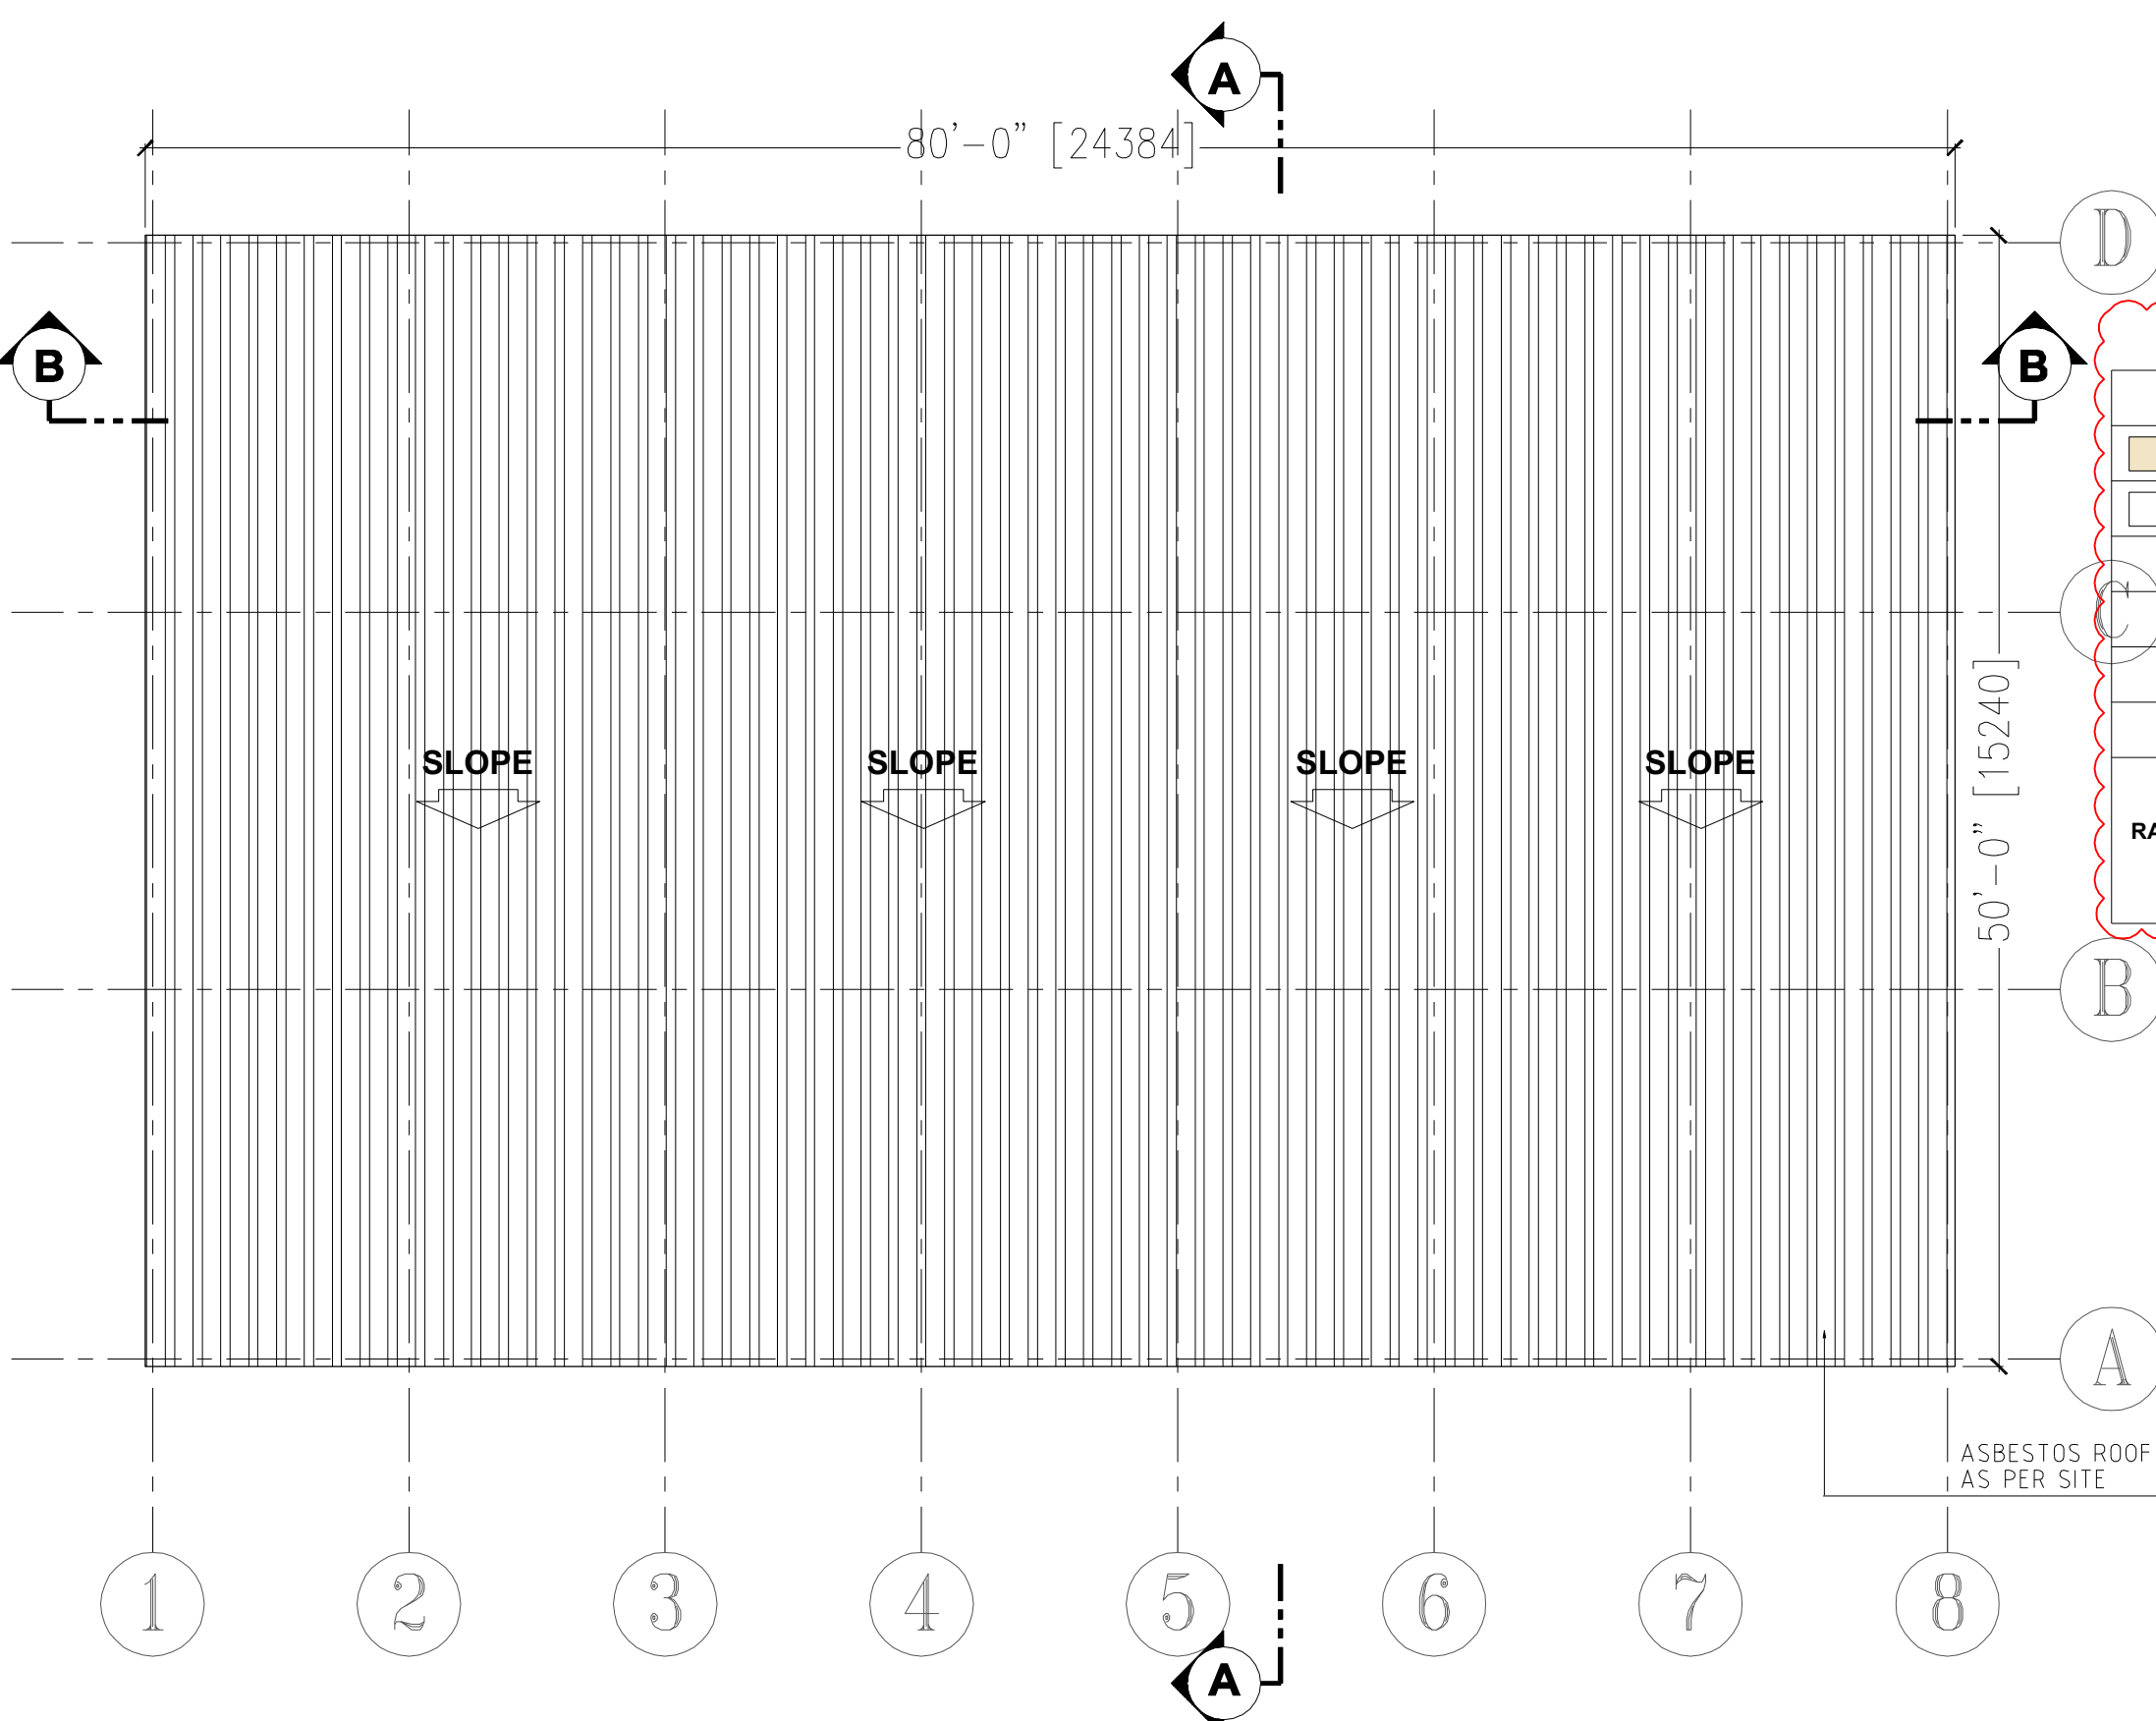 A
80'-0" [24384]
D
B
B
C
50'-0" [15240]
SLOPE
SLOPE
SLOPE
SLOPE
RA
B
A
ASBESTOS ROOF
AS PER SITE
1
2
3
4
5
6
7
8
A